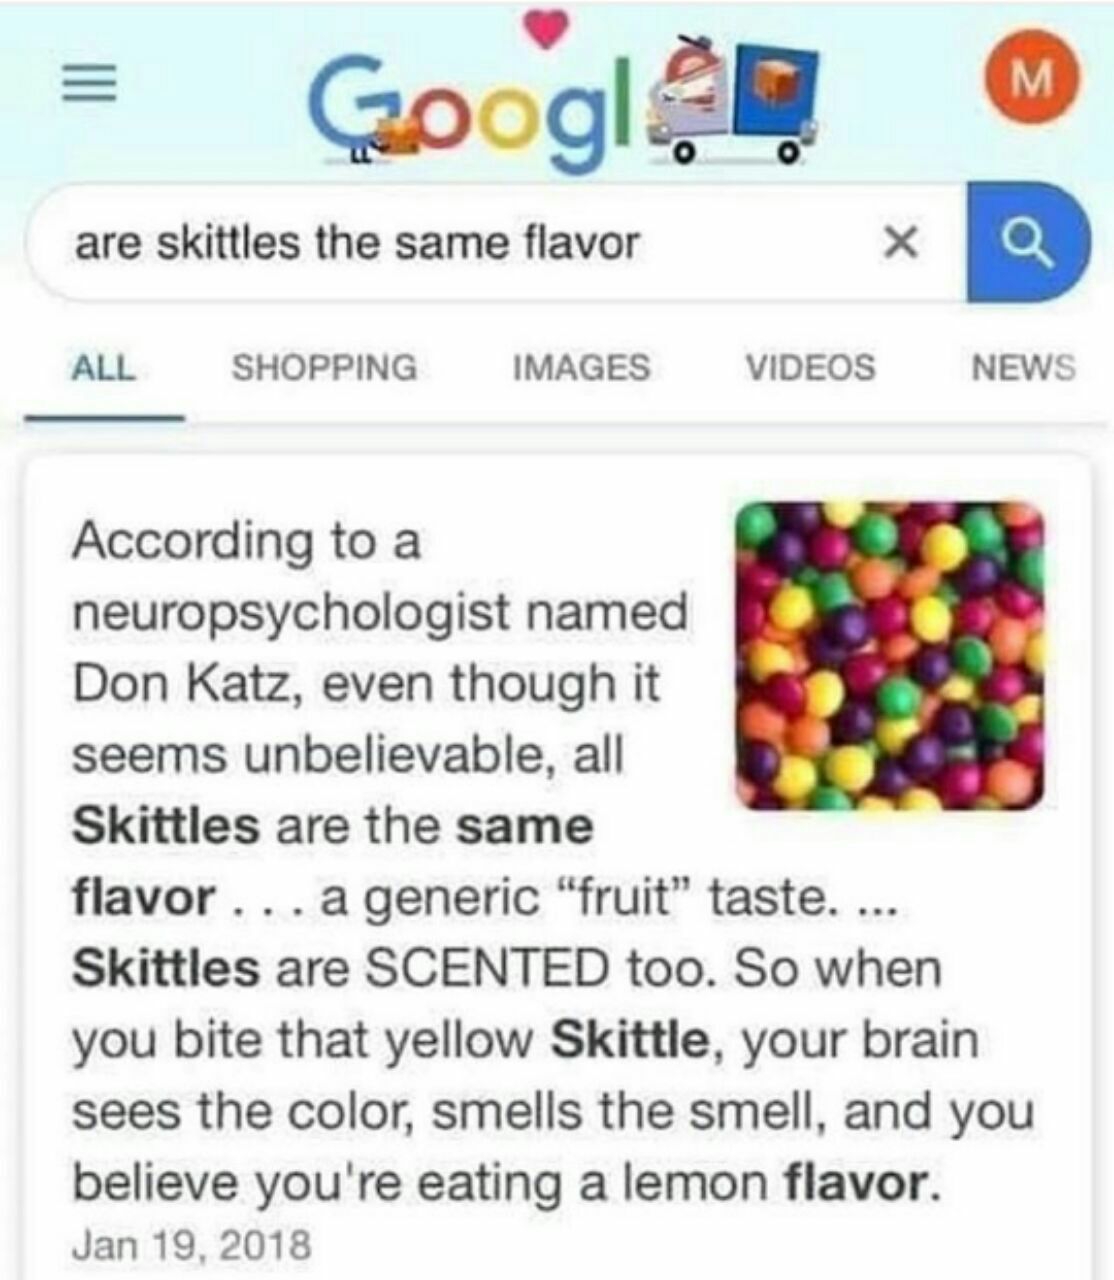 Google
M
are skittles the same flavor
ALL SHOPPING IMAGES VIDEOS NEWS
According to a
neuropsychologist named
Don Katz, even though it
seems unbelievable, all
Skittles are the same
flavor . . . a generic “fruit” taste. ...
Skittles are SCENTED too. So when
you bite that yellow Skittle, your brain
sees the color, smells the smell, and you
believe you're eating a lemon flavor.
Jan 19, 2018